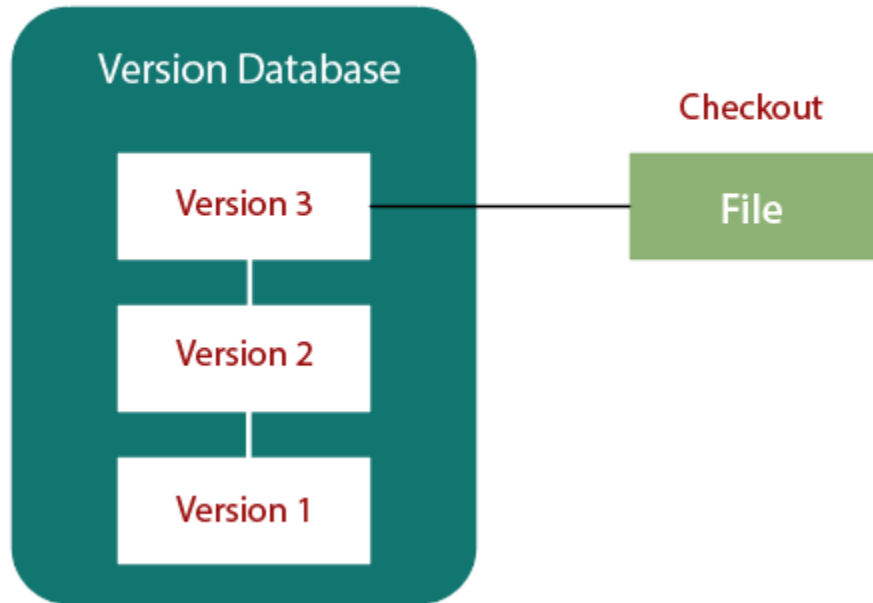 Version Database
Checkout
Version 3
File
Version 2
Version 1